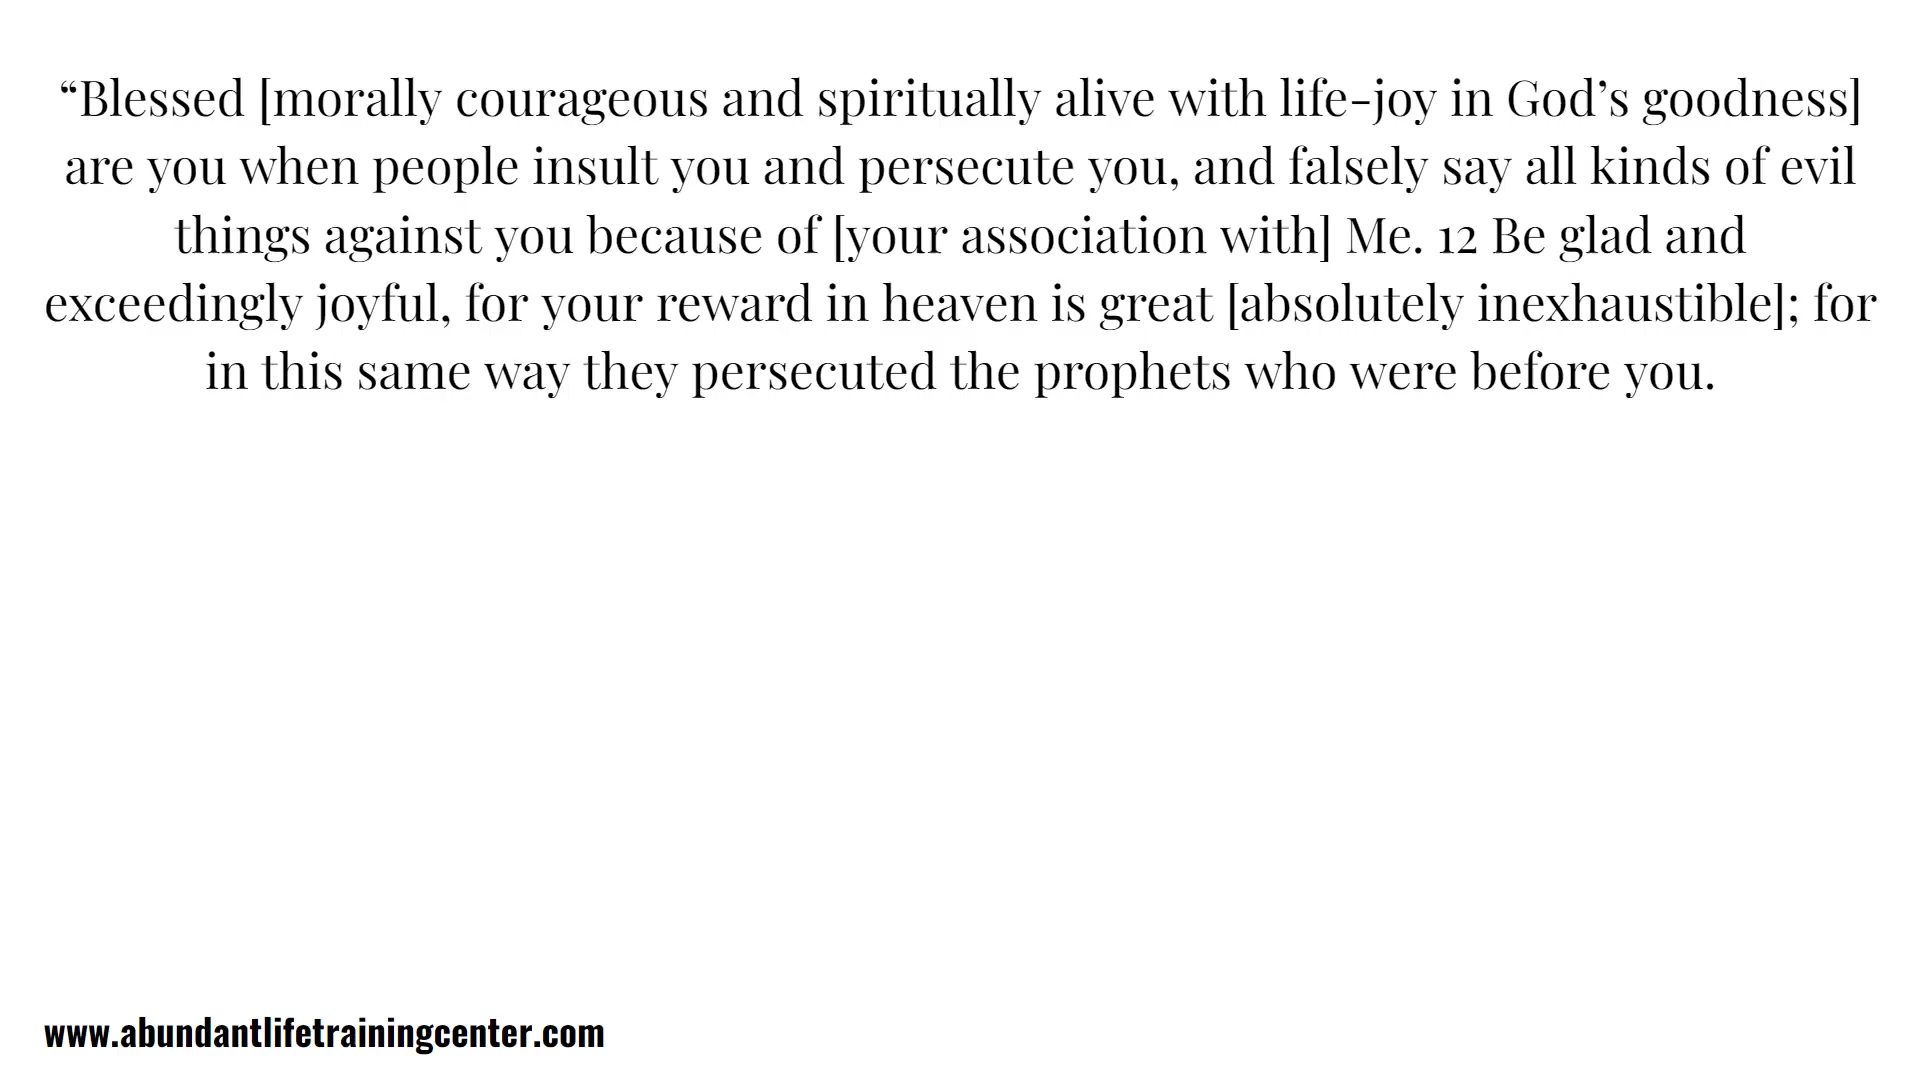 “Blessed [morally courageous and spiritually alive with life-joy in God’s goodness]
are you when people insult you and persecute you, and falsely say all kinds of evil
things against you because of [your association with] Me. 12 Be glad and
exceedingly joyful, for your reward in heaven is great [absolutely inexhaustible]; for
in this same way they persecuted the prophets who were before you.
www.abundantlifetrainingcenter.com